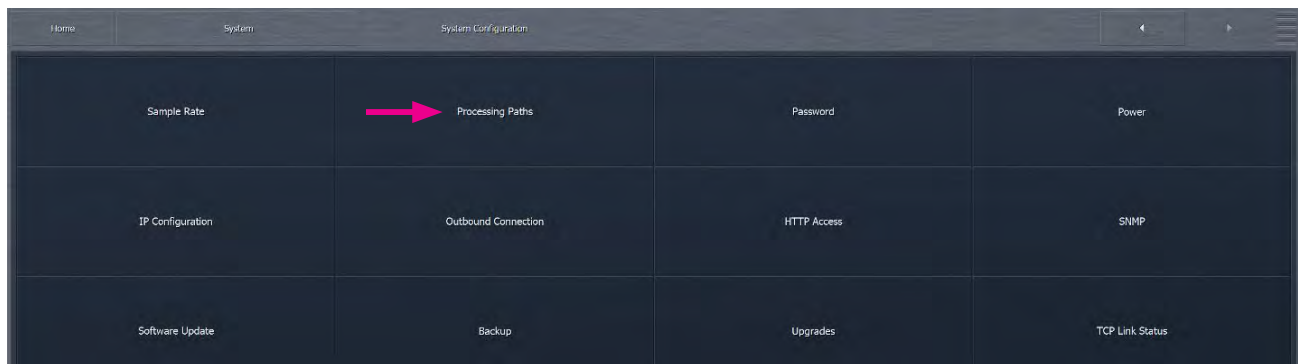 Home System System Configuration
Sample Rate Processing Paths Password Power
IP Configuration Outbound Connection HTTP Access SNMP
Software Update Backup Upgrades TCP Link Status